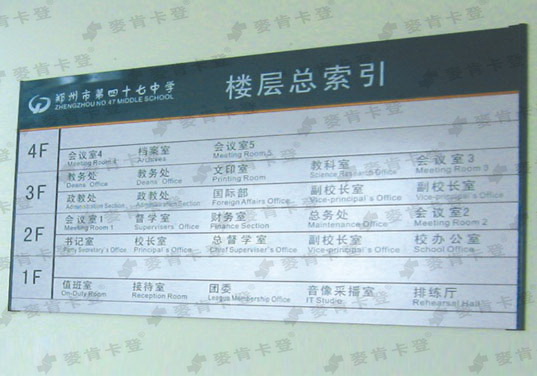 郑州市第四十七中学
ZHENGZHOU NO 47 MIDDLE SCHOOL
楼层总索引
4F
会议室4 档案室 会议室5
Meeting Room 4 Archives Meeting Room 5
3F
教务处 教务处 文印室 教科室 会议室3
Deans' Office Deans' Office Printing Room Science Research Office Meeting Room 3
政教处 政教处 国际部 副校长室 副校长室
Administration Section Administration Section Foreign Affairs Office Vice-principal's Office Vice-principal's Office
2F
会议室1 督学室 财务室 总务处 会议室2
Meeting Room 1 Supervisers' Office Finance Section Maintenance Office Meeting Room 2
书记室 校长室 总督学室 副校长室 校办公室
Party Secretary's Office Principal's Office Chief Superviser's Office Vice-principal's Office School Office
1F
值班室 接待室 团委 音像采播室 排练厅
On-Duty Room Reception Room League Membership Office IT Studio Rehearsal Hall
麥肯卡登